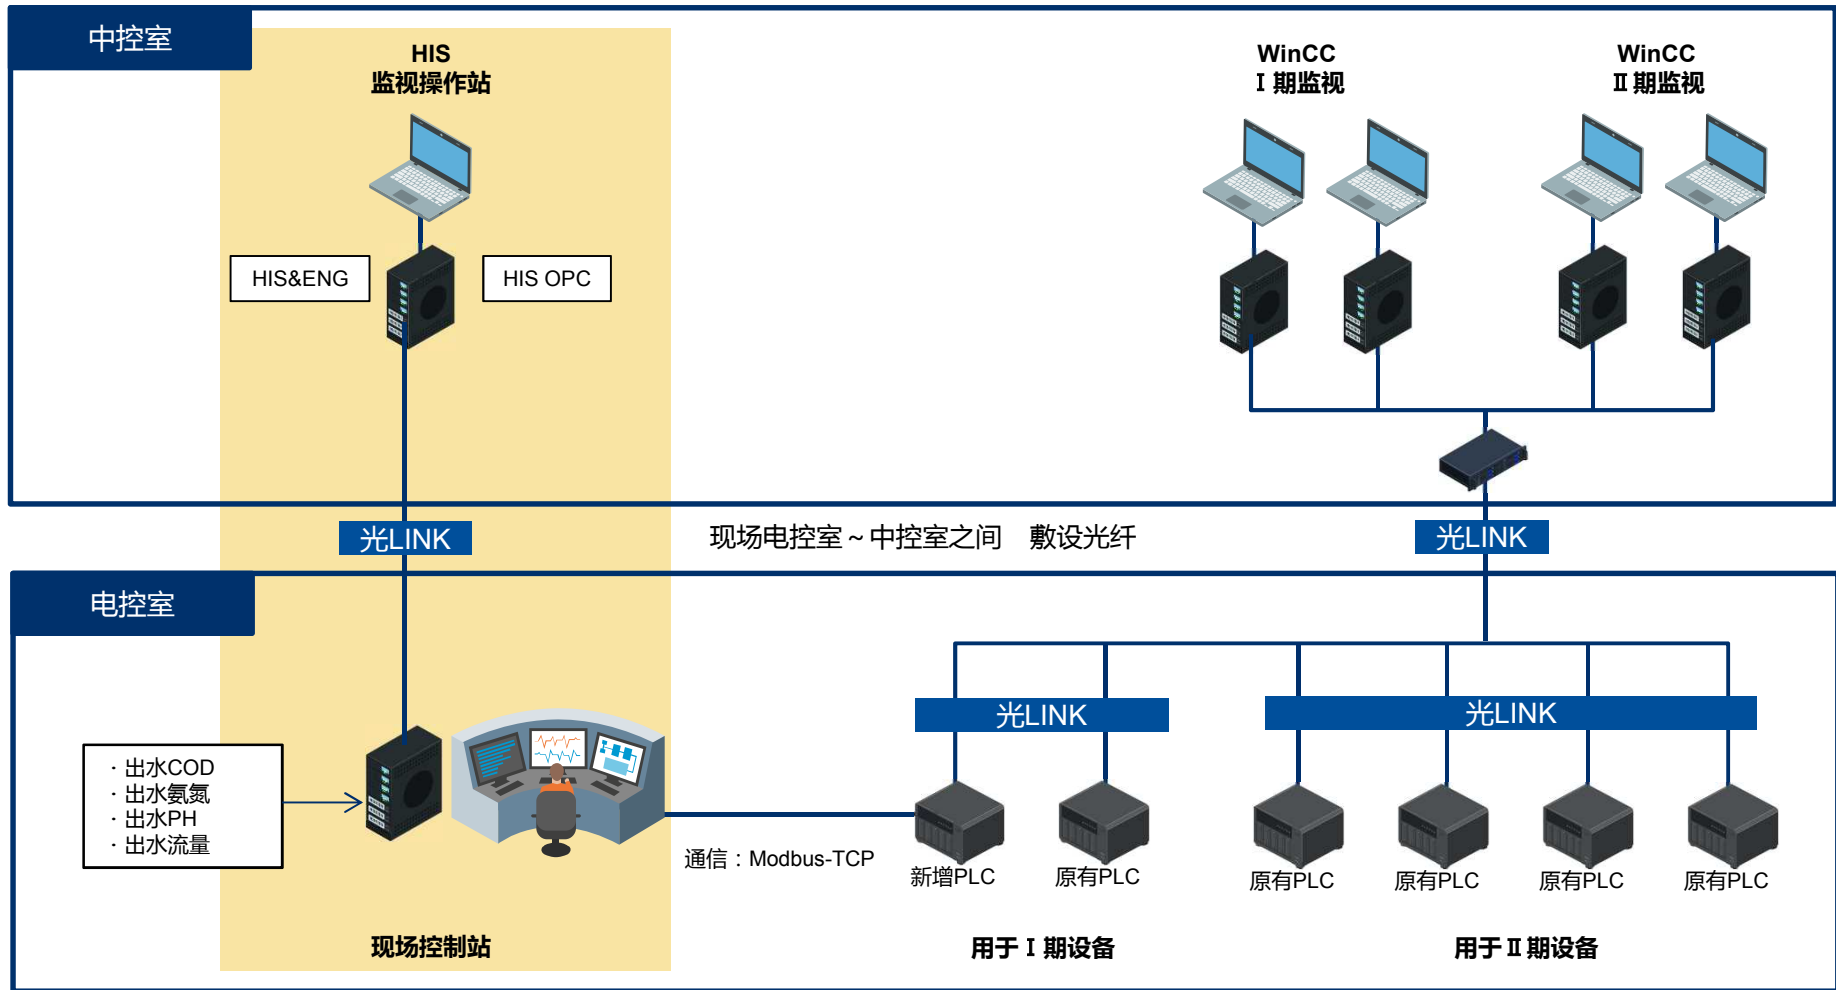 中控室
HIS
监视操作站
WinCC
Ⅰ期监视
WinCC
Ⅱ期监视
HIS&ENG
HIS OPC
光LINK
现场电控室～中控室之间　敷设光纤
光LINK
电控室
光LINK
光LINK
· 出水COD
· 出水氨氮
· 出水PH
· 出水流量
通信：Modbus-TCP
新增PLC
原有PLC
原有PLC
原有PLC
原有PLC
原有PLC
现场控制站
用于Ⅰ期设备
用于Ⅱ期设备